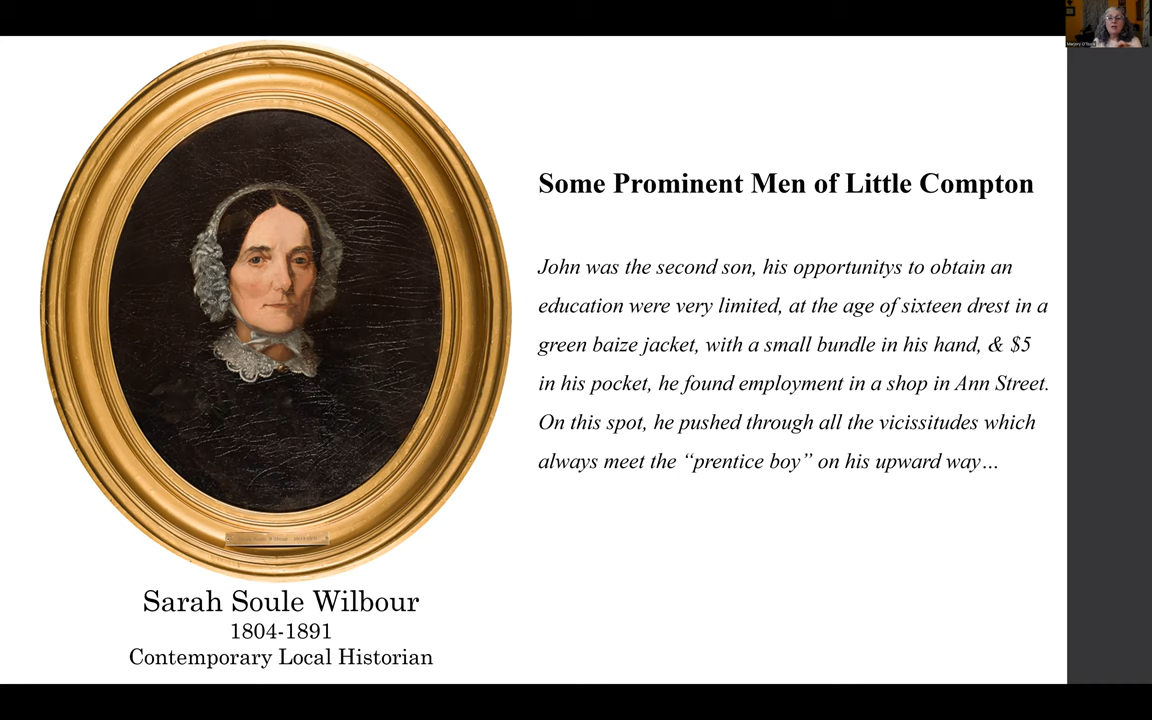 Some Prominent Men of Little Compton
John was the second son, his opportunitys to obtain an
education were very limited, at the age of sixteen drest in a
green baize jacket, with a small bundle in his hand, & $5
in his pocket, he found employment in a shop in Ann Street.
On this spot, he pushed through all the vicissitudes which
always meet the “prentice boy” on his upward way…
Sarah Soule Wilbour
1804-1891
Contemporary Local Historian